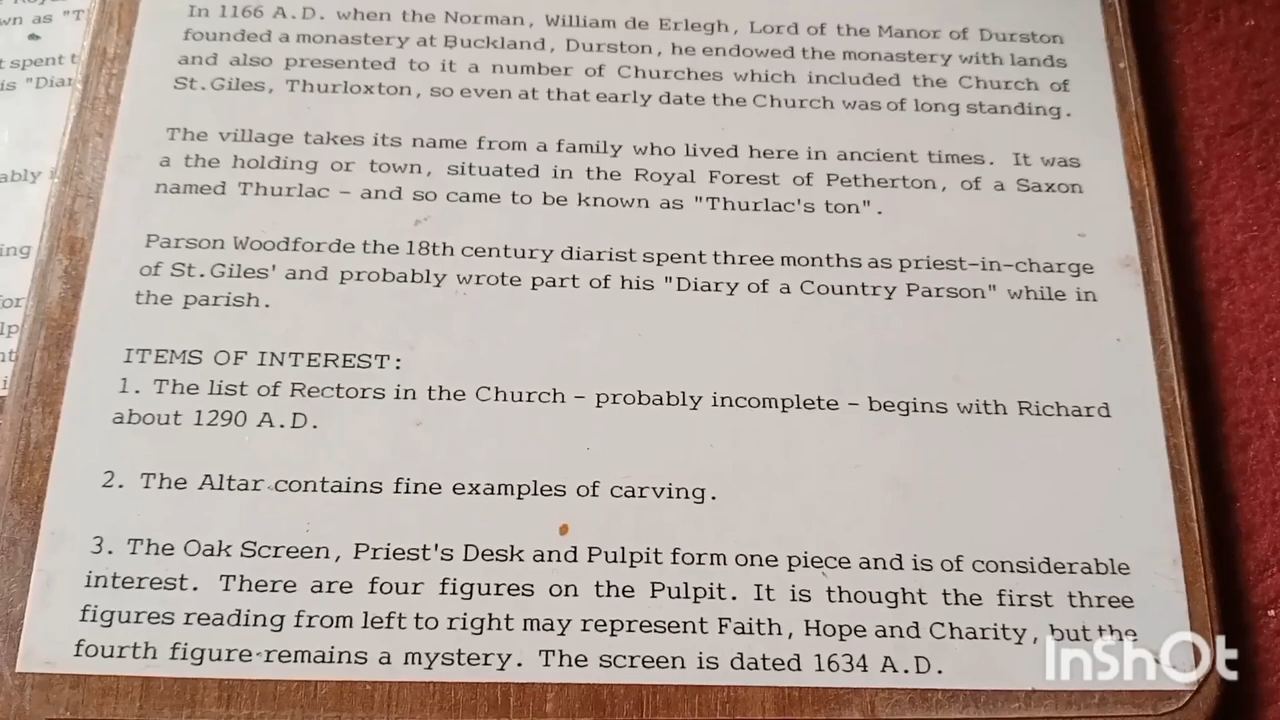 In 1166 A.D. when the Norman, William de Erlegh, Lord of the Manor of Durston
founded a monastery at Buckland, Durston, he endowed the monastery with lands
and also presented to it a number of Churches which included the Church of
St.Giles, Thurloxton, so even at that early date the Church was of long standing.
The village takes its name from a family who lived here in ancient times. It was
a the holding or town, situated in the Royal Forest of Petherton, of a Saxon
named Thurlac - and so came to be known as "Thurlac's ton".
Parson Woodforde the 18th century diarist spent three months as priest-in-charge
of St.Giles' and probably wrote part of his "Diary of a Country Parson" while in
the parish.
ITEMS OF INTEREST:
1. The list of Rectors in the Church - probably incomplete - begins with Richard
about 1290 A.D.
2. The Altar contains fine examples of carving.
3. The Oak Screen, Priest's Desk and Pulpit form one piece and is of considerable
interest. There are four figures on the Pulpit. It is thought the first three
figures reading from left to right may represent Faith, Hope and Charity, but the
fourth figure remains a mystery. The screen is dated 1634 A.D.
wn as "T
t spent t
is "Diar
ably
ing
InShOt